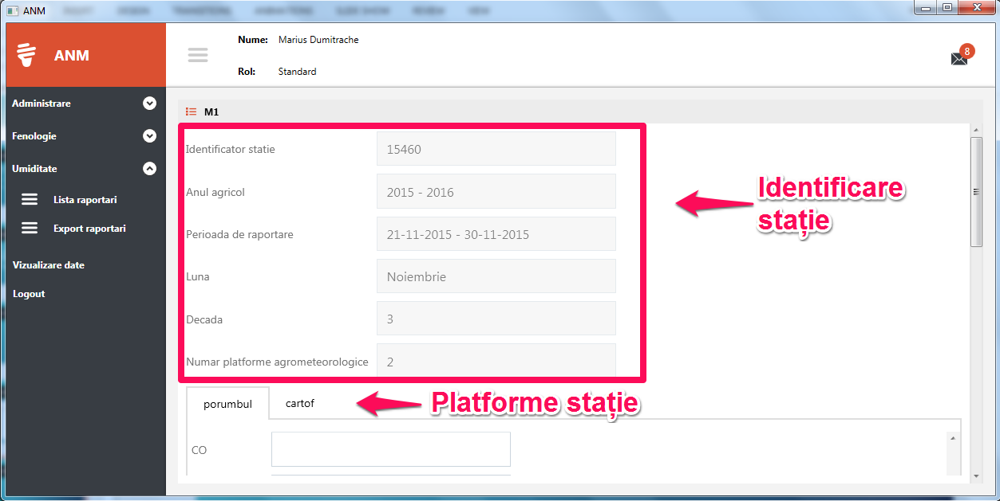 ANM
ANM
Nume: Marius Dumitrache
Rol: Standard
8
Administrare
Fenologie
Umiditate
Lista raportari
Export raportari
Vizualizare date
Logout
M1
Identificator statie 15460
Anul agricol 2015 - 2016
Perioada de raportare 21-11-2015 - 30-11-2015
Luna Noiembrie
Decada 3
Numar platforme agrometeorologice 2
Identificare
stație
porumbul cartof
Platforme stație
CO